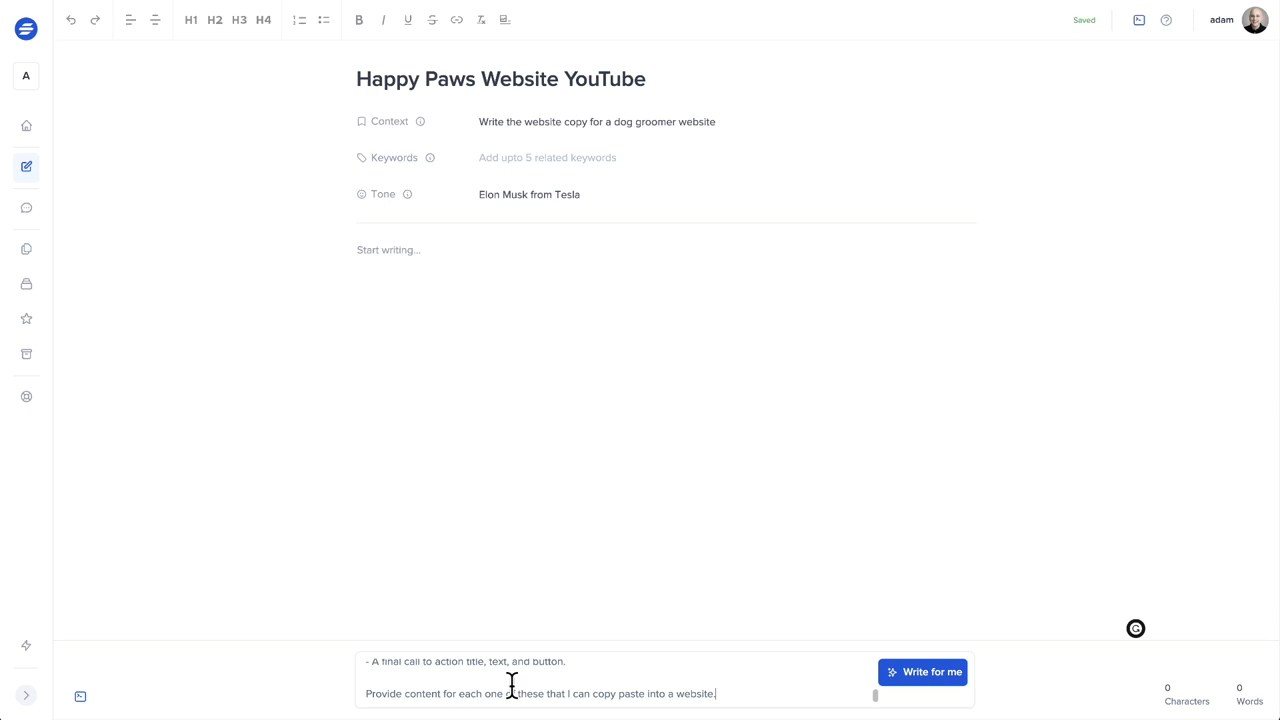 H1 H2 H3 H4 B I U S Saved adam
A
Happy Paws Website YouTube
Context Write the website copy for a dog groomer website
Keywords Add upto 5 related keywords
Tone Elon Musk from Tesla
Start writing...
G
- A final call to action title, text, and button.
Write for me
Provide content for each one of these that I can copy paste into a website.
0 0
Characters Words